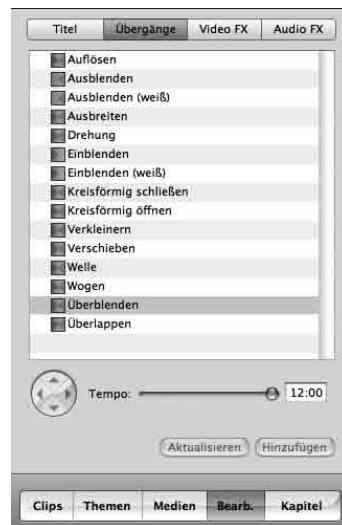 Titel Übergänge Video FX Audio FX
Auflösen
Ausblenden
Ausblenden (weiß)
Ausbreiten
Drehung
Einblenden
Einblenden (weiß)
Kreisförmig schließen
Kreisförmig öffnen
Verkleinern
Verschieben
Welle
Wogen
Überblenden
Überlappen
Tempo: 12:00
Aktualisieren Hinzufügen
Clips Themen Medien Bearb. Kapitel